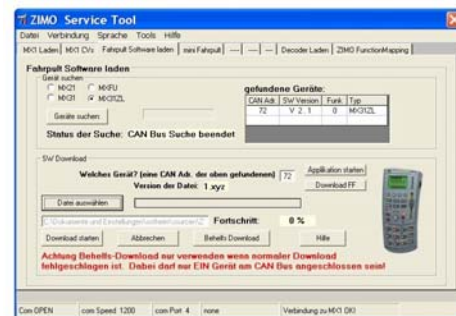 ZIMO Service Tool
Datei Verbindung Sprache Tools Hilfe
MX1 Laden MX1 CVs Fahrpult Software laden mini Fahrpult ---- ---- --- Decoder Laden ZIMO FunctionMapping
Fahrpult Software laden
Gerät suchen
MX21 MXFU
MX31 MX31ZL
Geräte suchen:
gefundene Geräte:
CAN Adr. SW Version Funk Typ
72 V 2 . 1 0 MX31ZL
Status der Suche: CAN Bus Suche beendet
SW Download
Welches Gerät? (eine CAN Adr. der oben gefundenen) 72 Applikation starten
Version der Datei: 1.xyz Download FF
Datei auswählen
Fortschritt: 0 %
Download starten Abbrechen Behelfs Download Hilfe
Achtung Behelfs-Download nur verwenden wenn normaler Download
fehlgeschlagen ist. Dabei darf nur EIN Gerät am CAN Bus angeschlossen sein!
Com OPEN com Speed 1200 com Port 4 none Verbindung zu MX1 OK!